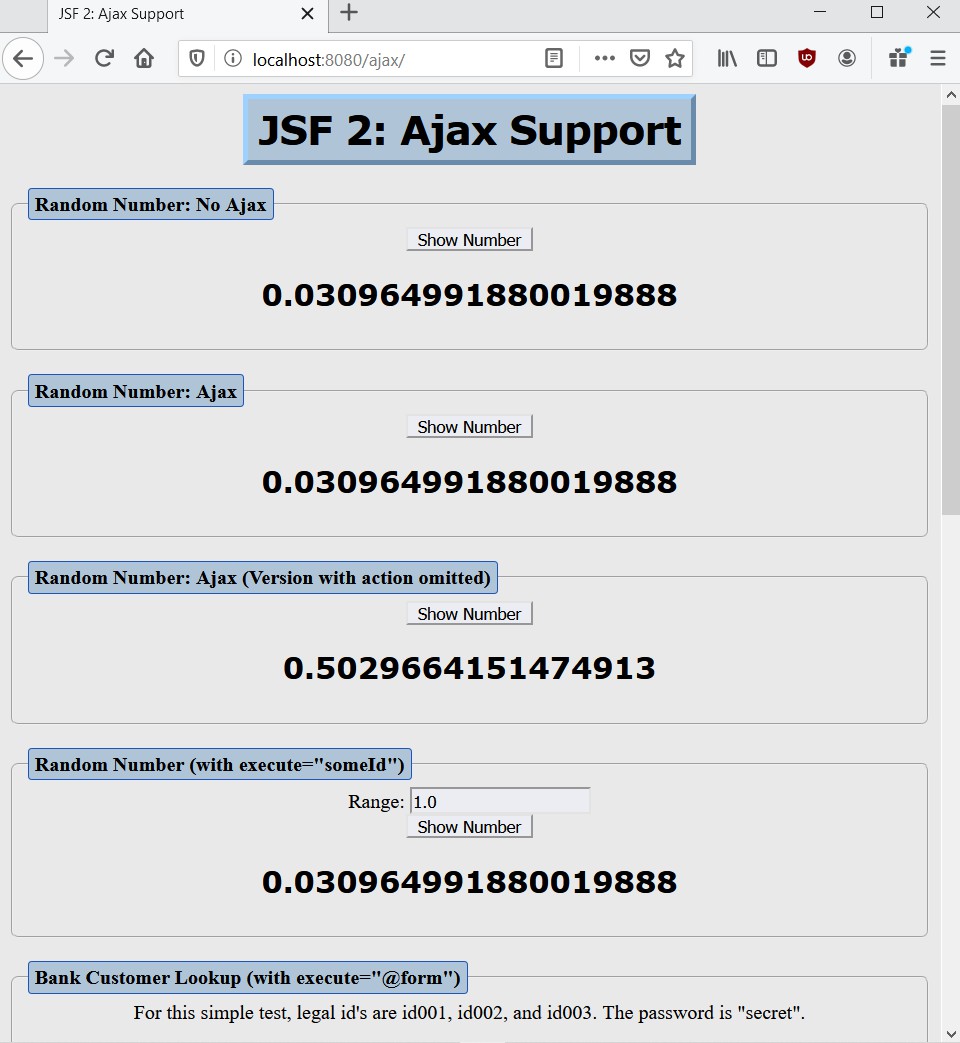 JSF 2: Ajax Support
localhost:8080/ajax/
JSF 2: Ajax Support
Random Number: No Ajax
Show Number
0.030964991880019888
Random Number: Ajax
Show Number
0.030964991880019888
Random Number: Ajax (Version with action omitted)
Show Number
0.5029664151474913
Random Number (with execute="someId")
Range: 1.0
Show Number
0.030964991880019888
Bank Customer Lookup (with execute="@form")
For this simple test, legal id's are id001, id002, and id003. The password is "secret".